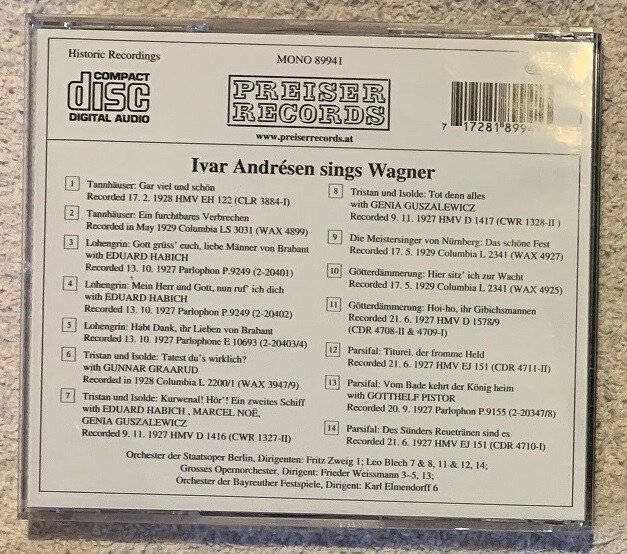 Historic Recordings
MONO 89941
COMPACT
disc
DIGITAL AUDIO
PREISER
RECORDS
www.preiserrecords.at
7 17281 899
Ivar Andrésen sings Wagner
1 Tannhäuser: Gar viel und schön
Recorded 17. 2. 1928 HMV EH 122 (CLR 3884-I)
2 Tannhäuser: Ein furchtbares Verbrechen
Recorded in May 1929 Columbia LS 3031 (WAX 4899)
3 Lohengrin: Gott grüss' euch, liebe Männer von Brabant
with EDUARD HABICH
Recorded 13. 10. 1927 Parlophon P.9249 (2-20401)
4 Lohengrin: Mein Herr und Gott, nun ruf' ich dich
with EDUARD HABICH
Recorded 13. 10. 1927 Parlophon P.9249 (2-20402)
5 Lohengrin: Habt Dank, ihr Lieben von Brabant
Recorded 13. 10. 1927 Parlophone E 10693 (2-20403/4)
6 Tristan und Isolde: Tatest du's wirklich?
with GUNNAR GRAARUD
Recorded in 1928 Columbia L 2200/1 (WAX 3947/9)
7 Tristan und Isolde: Kurwenal! Hör'! Ein zweites Schiff
with EDUARD HABICH , MARCEL NOË,
GENIA GUSZALEWICZ
Recorded 9. 11. 1927 HMV D 1416 (CWR 1327-II)
8 Tristan und Isolde: Tot denn alles
with GENIA GUSZALEWICZ
Recorded 9. 11. 1927 HMV D 1417 (CWR 1328-II )
9 Die Meistersinger von Nürnberg: Das schöne Fest
Recorded 17. 5. 1929 Columbia L 2341 (WAX 4927)
10 Götterdämmerung: Hier sitz' ich zur Wacht
Recorded 17. 5. 1929 Columbia L 2341 (WAX 4925)
11 Götterdämmerung: Hoi-ho, ihr Gibichsmannen
Recorded 21. 6. 1927 HMV D 1578/9
(CDR 4708-II & 4709-I)
12 Parsifal: Titurel, der fromme Held
Recorded 21. 6. 1927 HMV EJ 151 (CDR 4711-II)
13 Parsifal: Vom Bade kehrt der König heim
with GOTTHELF PISTOR
Recorded 20. 9. 1927 Parlophon P.9155 (2-20347/8)
14 Parsifal: Des Sünders Reuetränen sind es
Recorded 21. 6. 1927 HMV EJ 151 (CDR 4710-I)
Orchester der Staatsoper Berlin, Dirigenten: Fritz Zweig 1; Leo Blech 7 & 8, 11 & 12, 14;
Grosses Opernorchester, Dirigent: Frieder Weissmann 3–5, 13;
Orchester der Bayreuther Festspiele, Dirigent: Karl Elmendorff 6